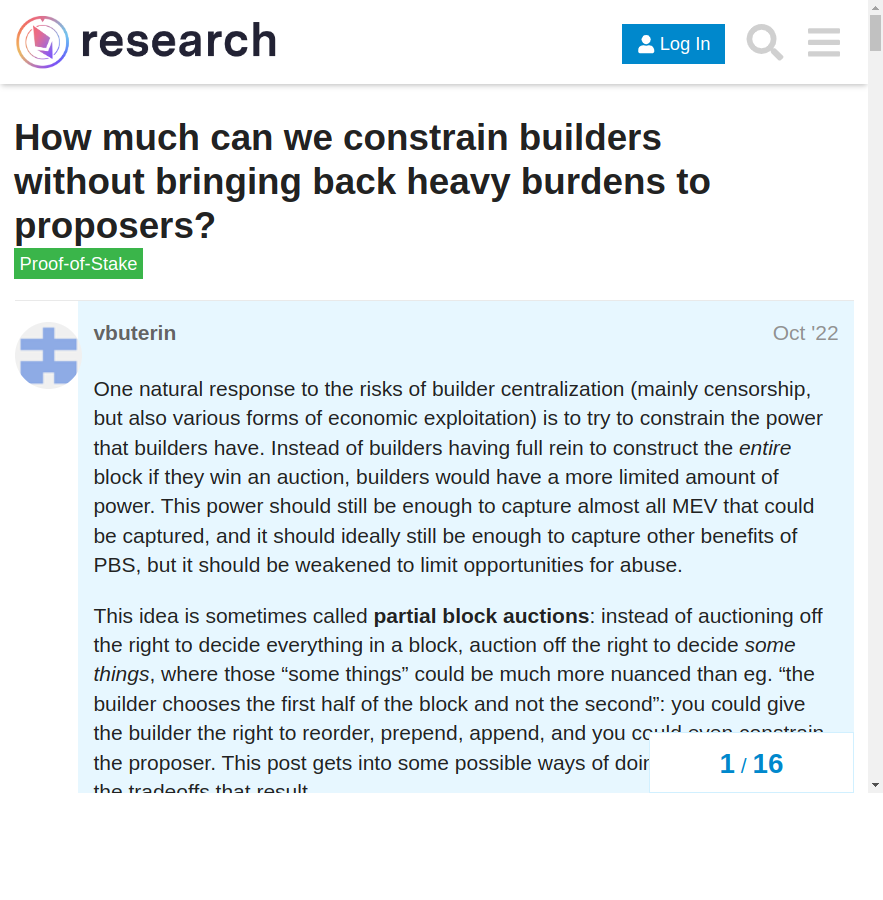 research
Log In
How much can we constrain builders
without bringing back heavy burdens to
proposers?
Proof-of-Stake
vbuterin
Oct '22
One natural response to the risks of builder centralization (mainly censorship,
but also various forms of economic exploitation) is to try to constrain the power
that builders have. Instead of builders having full rein to construct the entire
block if they win an auction, builders would have a more limited amount of
power. This power should still be enough to capture almost all MEV that could
be captured, and it should ideally still be enough to capture other benefits of
PBS, but it should be weakened to limit opportunities for abuse.
This idea is sometimes called partial block auctions: instead of auctioning off
the right to decide everything in a block, auction off the right to decide some
things, where those “some things” could be much more nuanced than eg. “the
builder chooses the first half of the block and not the second”: you could give
the builder the right to reorder, prepend, append, and you could even constrain
the proposer. This post gets into some possible ways of
the tradeoffs that result
1 / 16